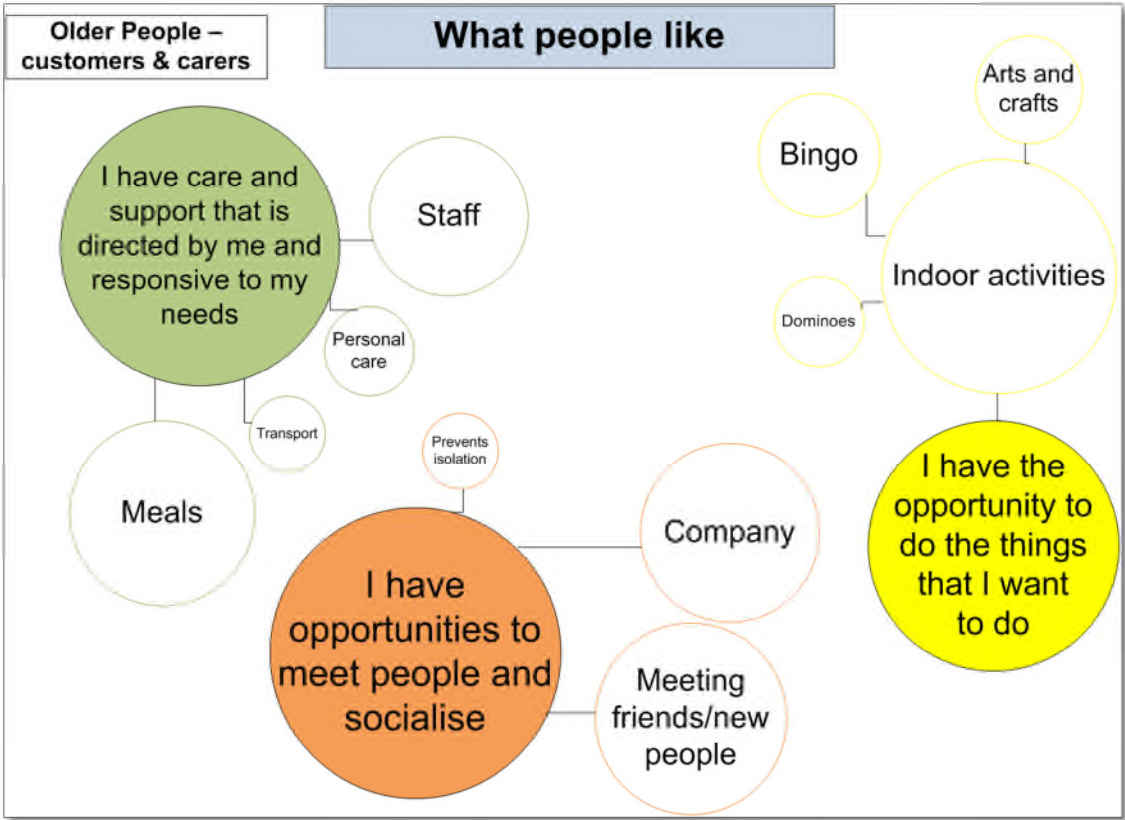 Older People –
customers & carers
What people like
I have care and
support that is
directed by me and
responsive to my
needs
Staff
Personal
care
Transport
Meals
Prevents
isolation
Company
I have
opportunities to
meet people and
socialise
Meeting
friends/new
people
Arts and
crafts
Bingo
Indoor activities
Dominoes
I have the
opportunity to
do the things
that I want
to do